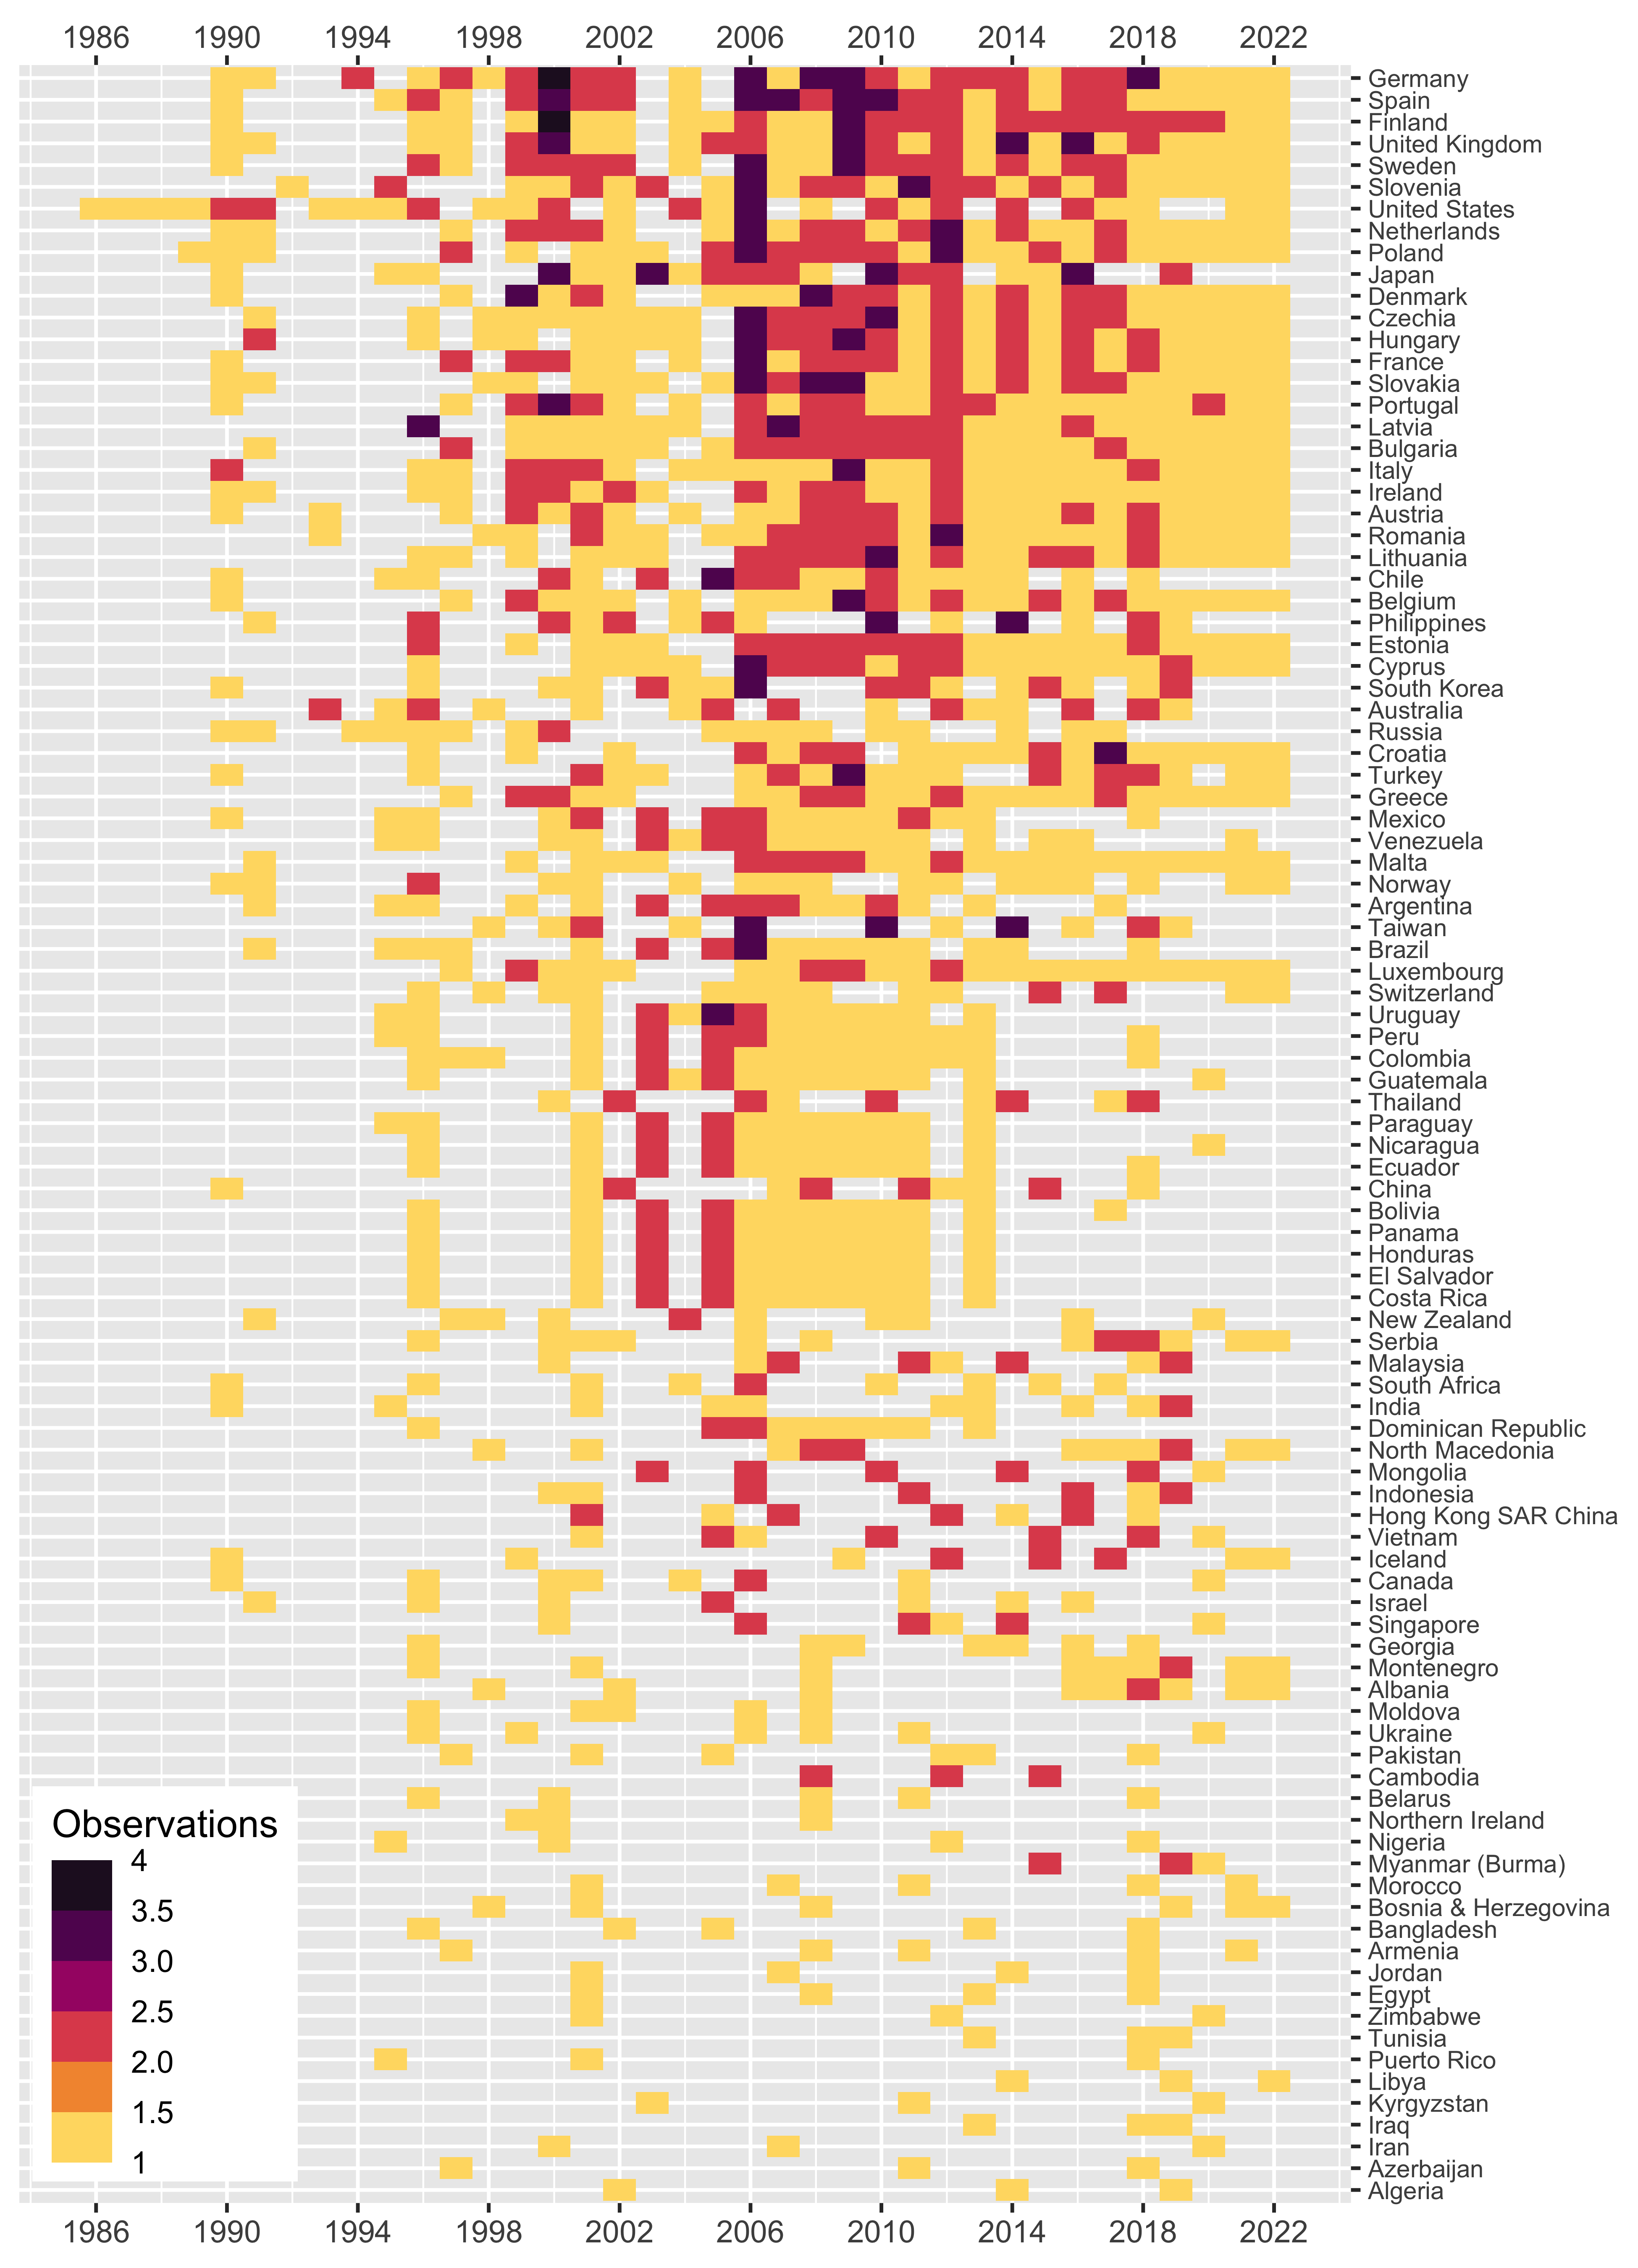 1986 1990 1994 1998 2002 2006 2010 2014 2018 2022
Germany
Spain
Finland
United Kingdom
Sweden
Slovenia
United States
Netherlands
Poland
Japan
Denmark
Czechia
Hungary
France
Slovakia
Portugal
Latvia
Bulgaria
Italy
Ireland
Austria
Romania
Lithuania
Chile
Belgium
Philippines
Estonia
Cyprus
South Korea
Australia
Russia
Croatia
Turkey
Greece
Mexico
Venezuela
Malta
Norway
Argentina
Taiwan
Brazil
Luxembourg
Switzerland
Uruguay
Peru
Colombia
Guatemala
Thailand
Paraguay
Nicaragua
Ecuador
China
Bolivia
Panama
Honduras
El Salvador
Costa Rica
New Zealand
Serbia
Malaysia
South Africa
India
Dominican Republic
North Macedonia
Mongolia
Indonesia
Hong Kong SAR China
Vietnam
Iceland
Canada
Israel
Singapore
Georgia
Montenegro
Albania
Moldova
Ukraine
Pakistan
Cambodia
Belarus
Northern Ireland
Nigeria
Myanmar (Burma)
Morocco
Bosnia & Herzegovina
Bangladesh
Armenia
Jordan
Egypt
Zimbabwe
Tunisia
Puerto Rico
Libya
Kyrgyzstan
Iraq
Iran
Azerbaijan
Algeria
Observations
4
3.5
3.0
2.5
2.0
1.5
1
1986 1990 1994 1998 2002 2006 2010 2014 2018 2022